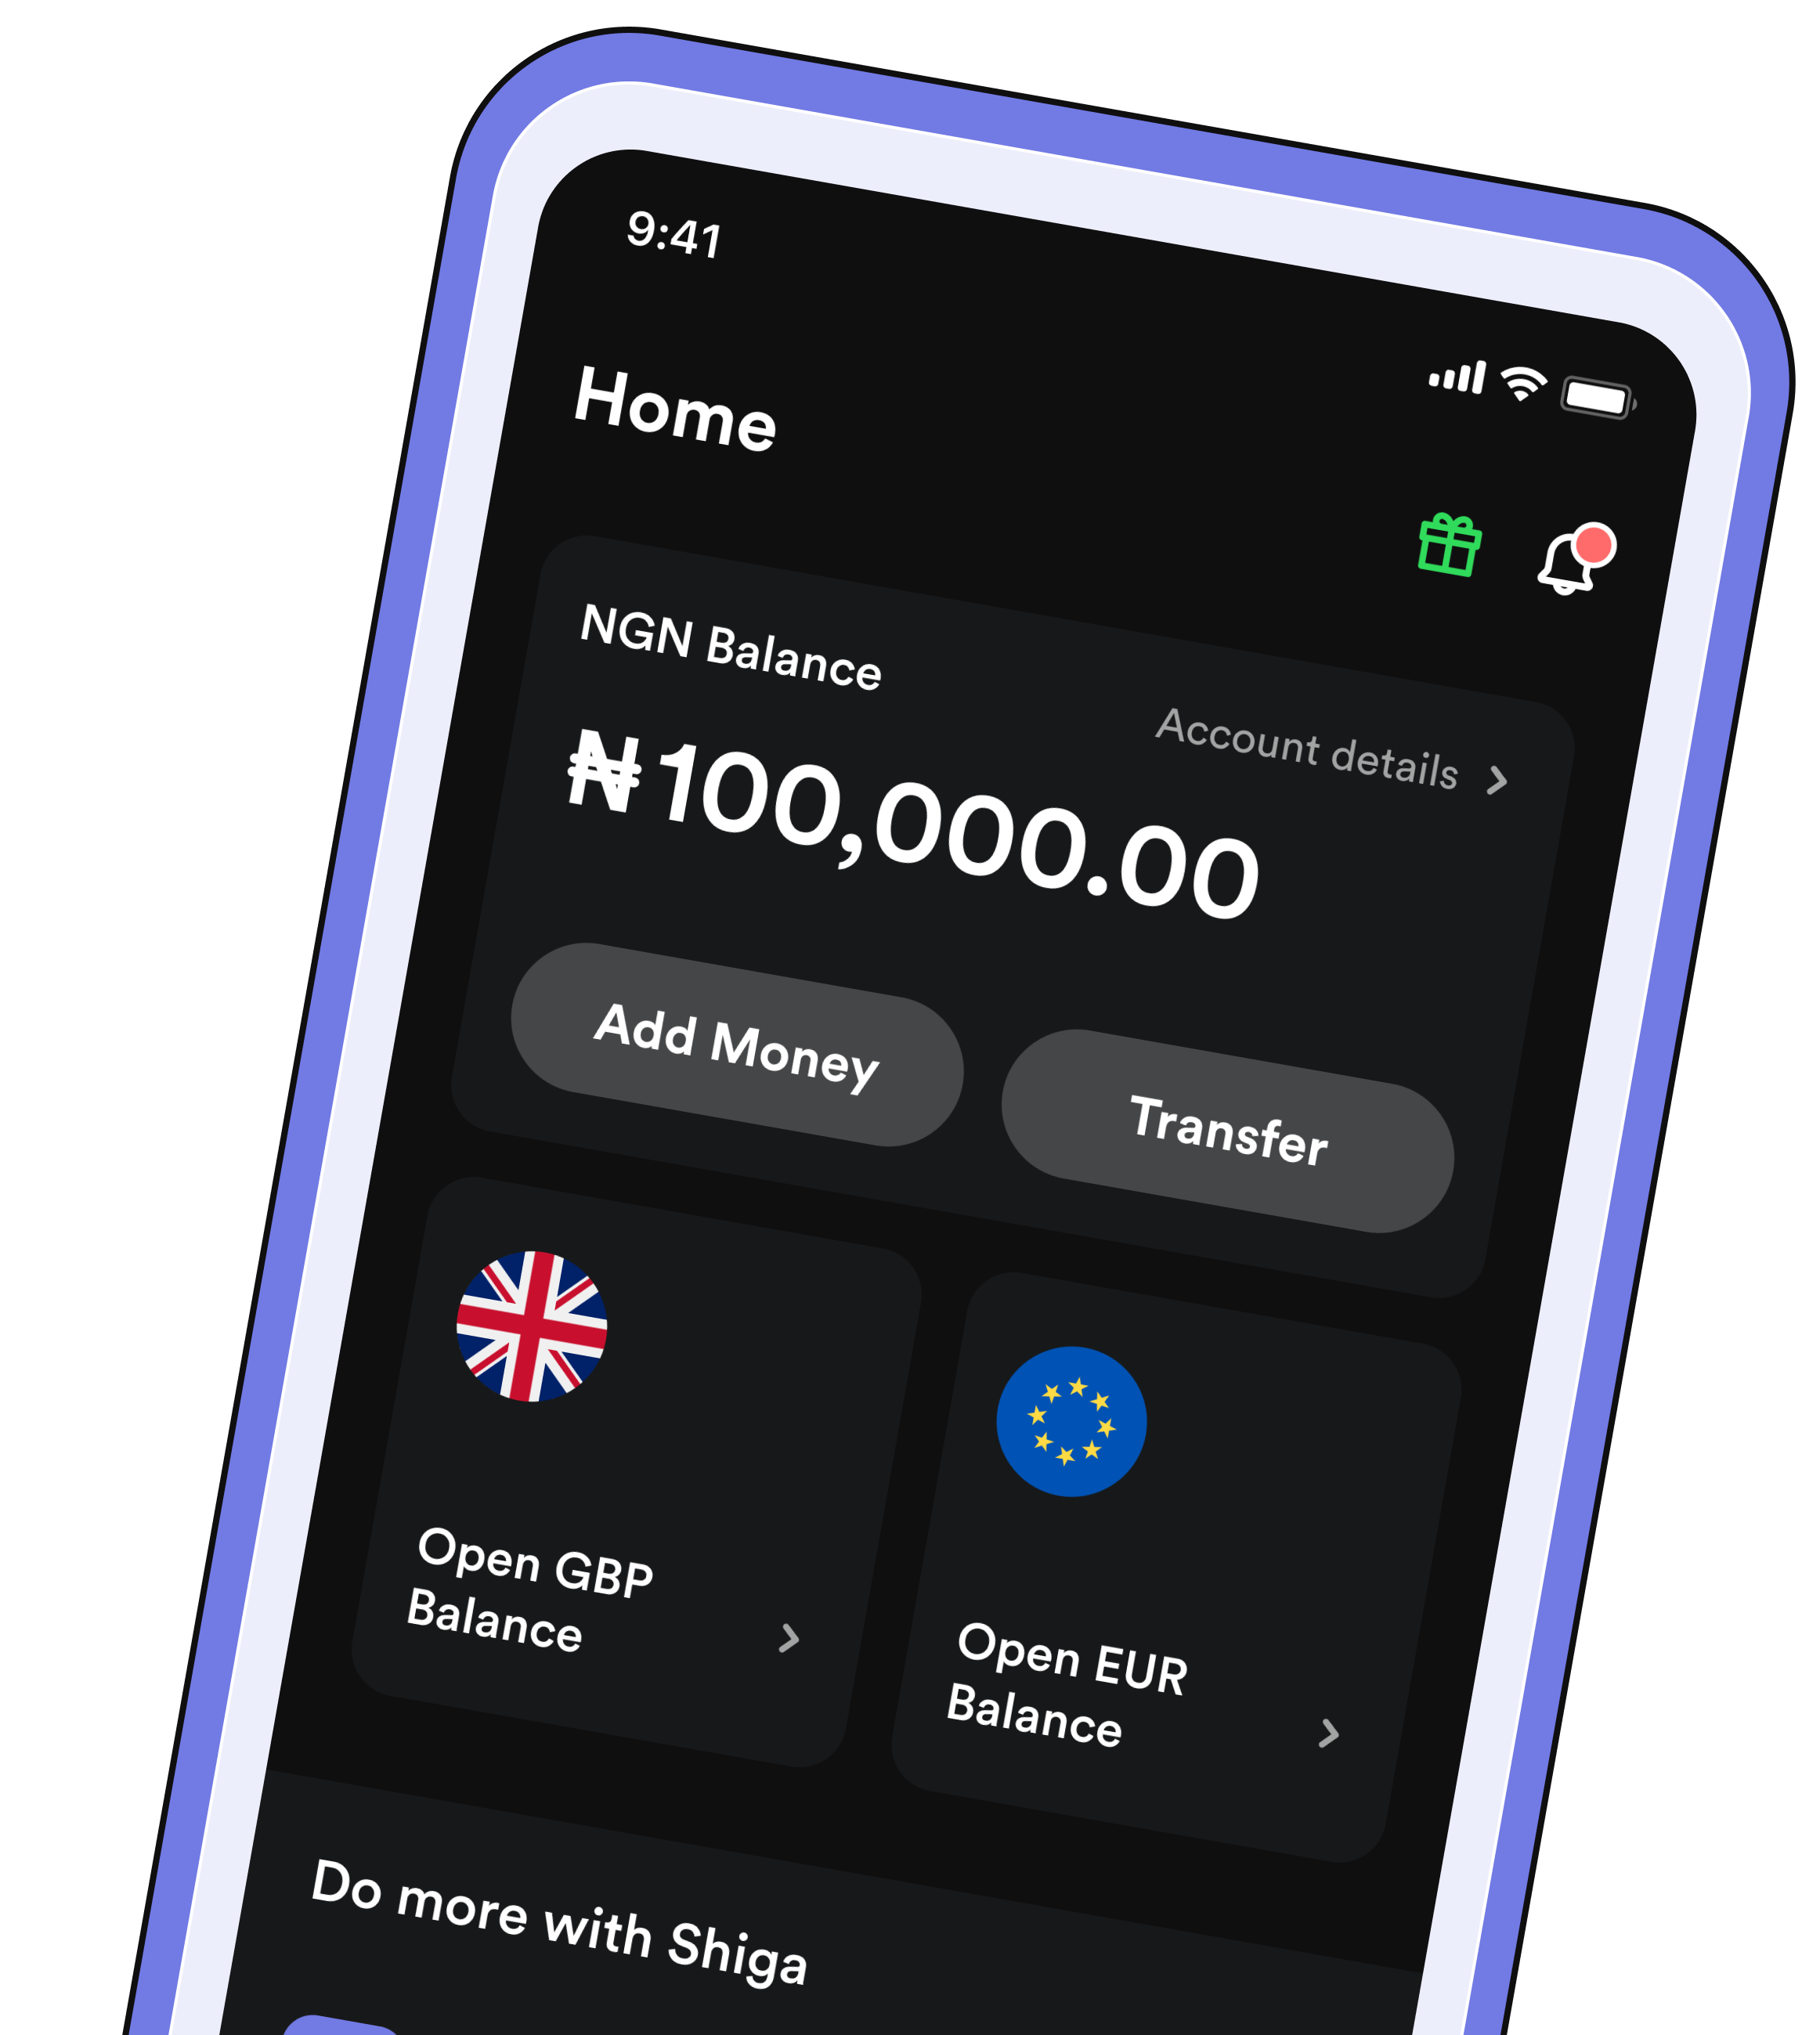 9:41
Home
NGN Balance
Account details
₦100,000.00
Add Money
Transfer
Open GBP
Balance
Open EUR
Balance
Do more with Shiga